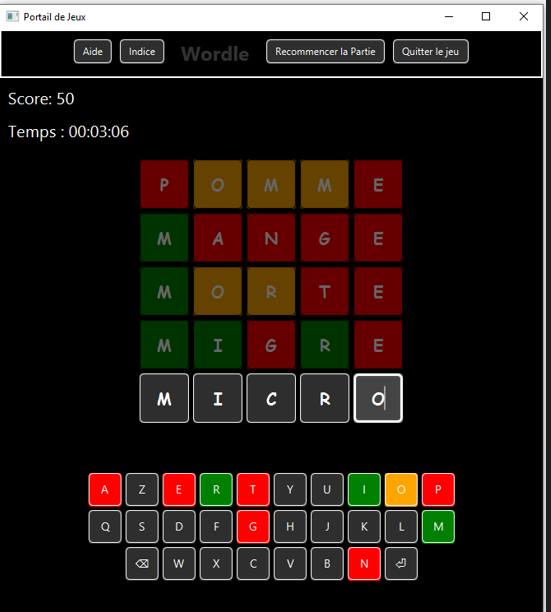 Portail de Jeux
Aide Indice Wordle Recommencer la Partie Quitter le jeu
Score: 50
Temps : 00:03:06
P O M M E
M A N G E
M O R T E
M I G R E
M I C R O
A Z E R T Y U I O P
Q S D F G H J K L M
⌫ W X C V B N ⏎